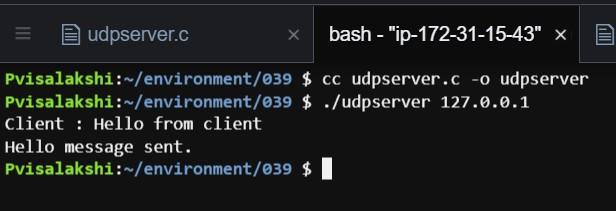 udpserver.c
bash - "ip-172-31-15-43"
Pvisalakshi:~/environment/039 $ cc udpserver.c -o udpserver
Pvisalakshi:~/environment/039 $ ./udpserver 127.0.0.1
Client : Hello from client
Hello message sent.
Pvisalakshi:~/environment/039 $